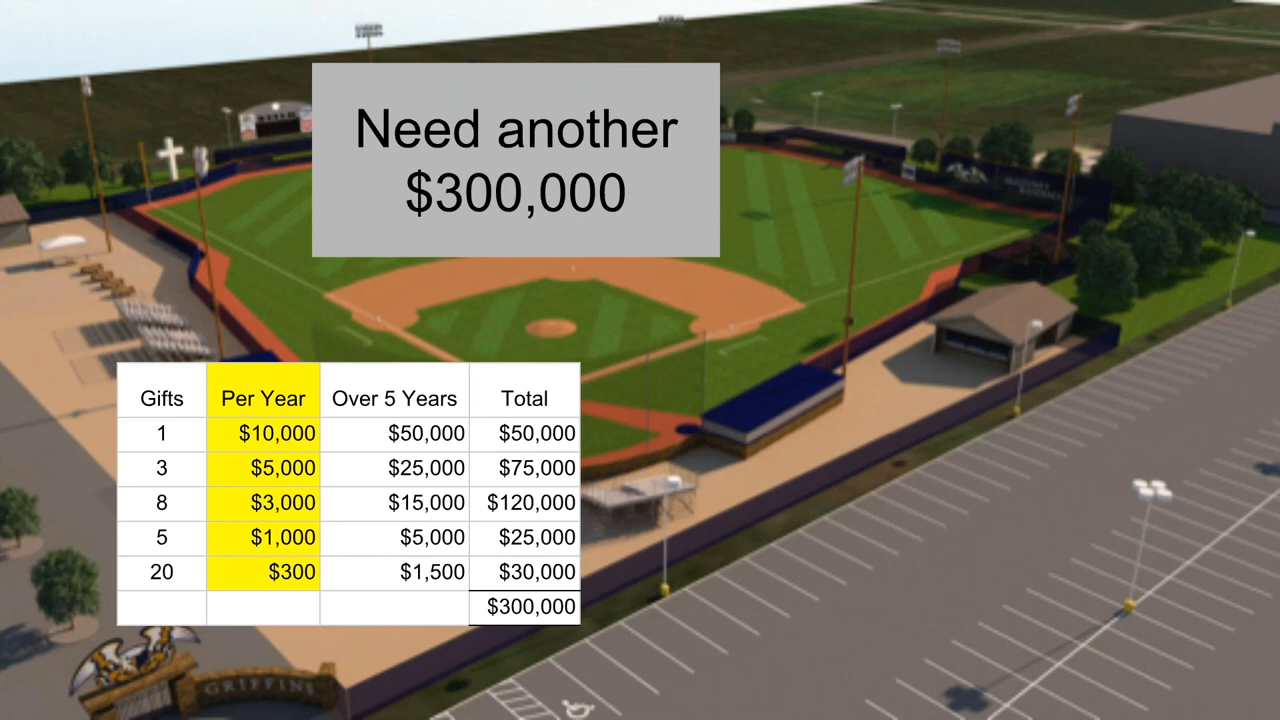 Need another
$300,000
Gifts Per Year Over 5 Years Total
1 $10,000 $50,000 $50,000
3 $5,000 $25,000 $75,000
8 $3,000 $15,000 $120,000
5 $1,000 $5,000 $25,000
20 $300 $1,500 $30,000
$300,000
GRIFFINS